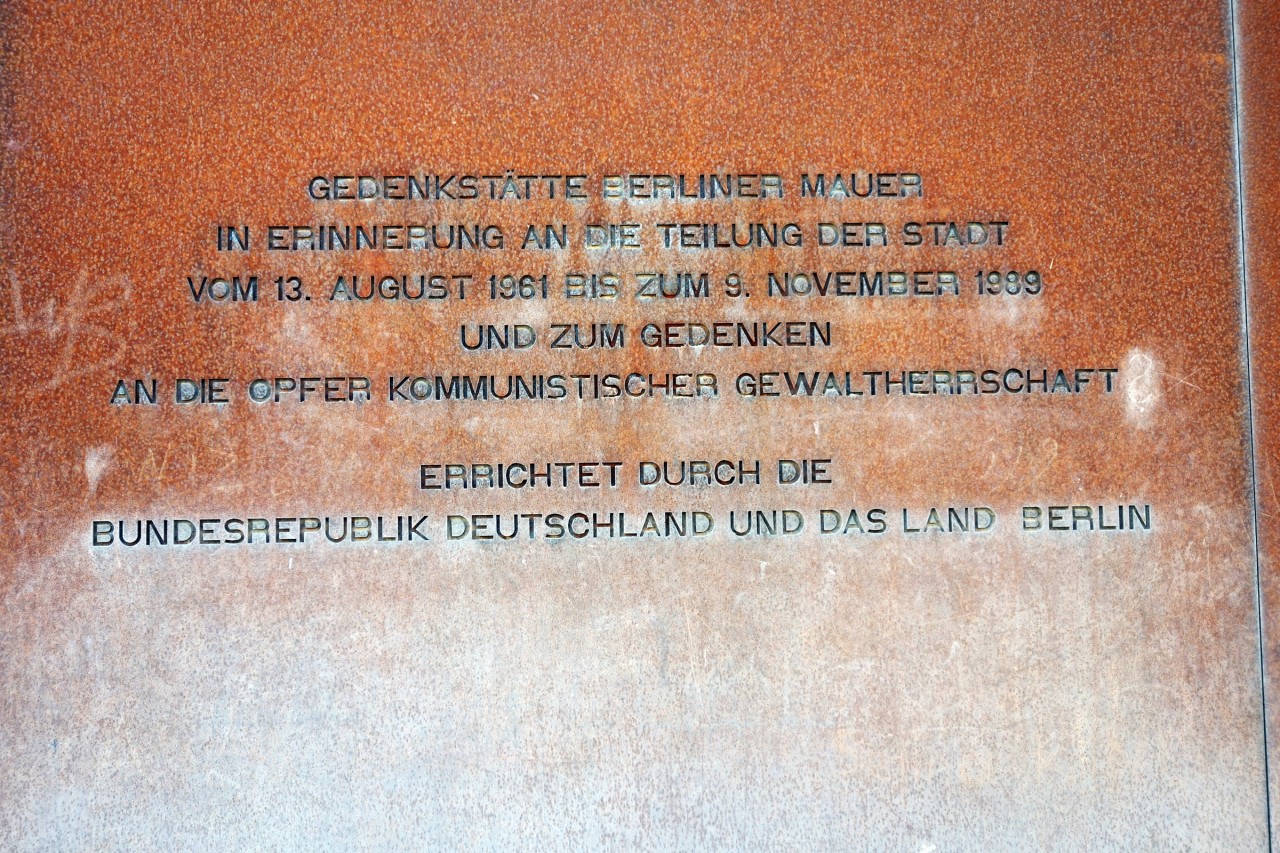 GEDENKSTÄTTE BERLINER MAUER
IN ERINNERUNG AN DIE TEILUNG DER STADT
VOM 13. AUGUST 1961 BIS ZUM 9. NOVEMBER 1989
UND ZUM GEDENKEN
AN DIE OPFER KOMMUNISTISCHER GEWALTHERRSCHAFT
ERRICHTET DURCH DIE
BUNDESREPUBLIK DEUTSCHLAND UND DAS LAND BERLIN